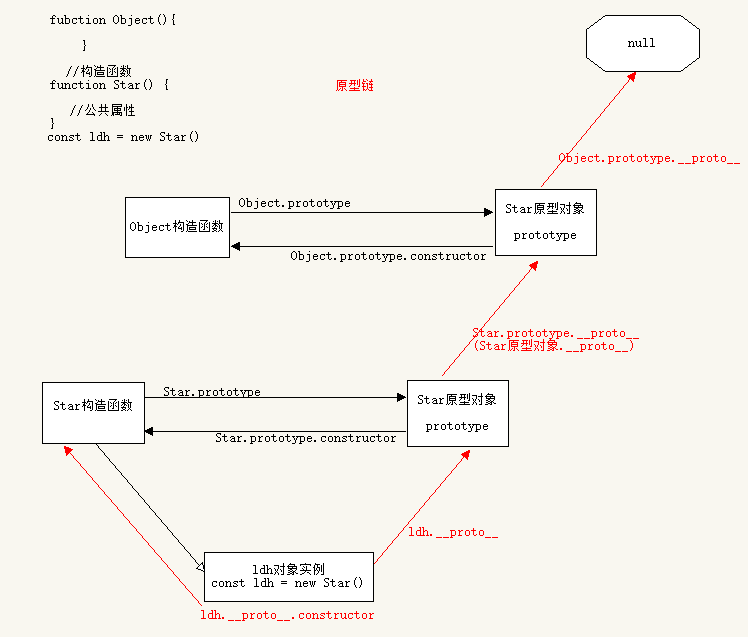 fubction Object(){
}
//构造函数
function Star() {
//公共属性
}
const ldh = new Star()
原型链
null
Object.prototype.__proto__
Object构造函数
Object.prototype
Star原型对象
prototype
Object.prototype.constructor
Star.prototype.__proto__
(Star原型对象.__proto__)
Star构造函数
Star.prototype
Star原型对象
prototype
Star.prototype.constructor
ldh.__proto__
ldh对象实例
const ldh = new Star()
ldh.__proto__.constructor